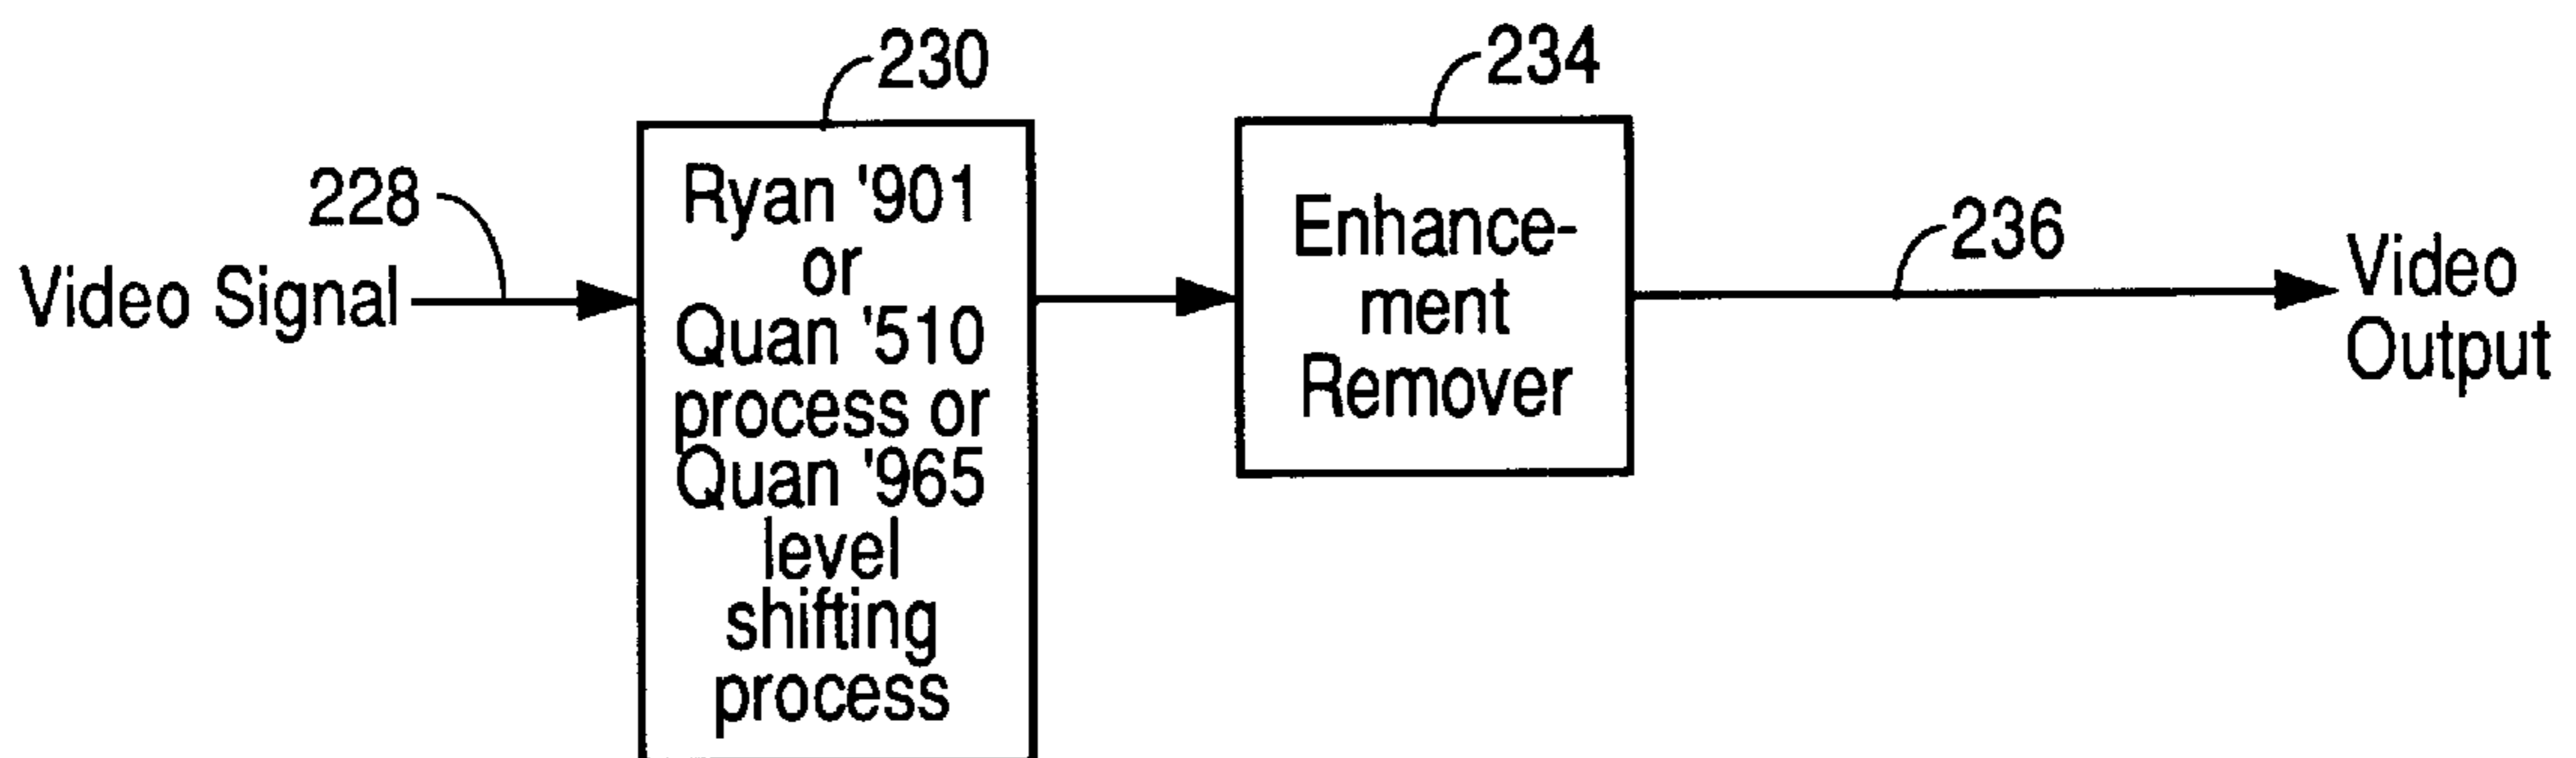 228
Video Signal
230
Ryan '901
or
Quan '510
process or
Quan '965
level
shifting
process
234
Enhance-
ment
Remover
236
Video
Output